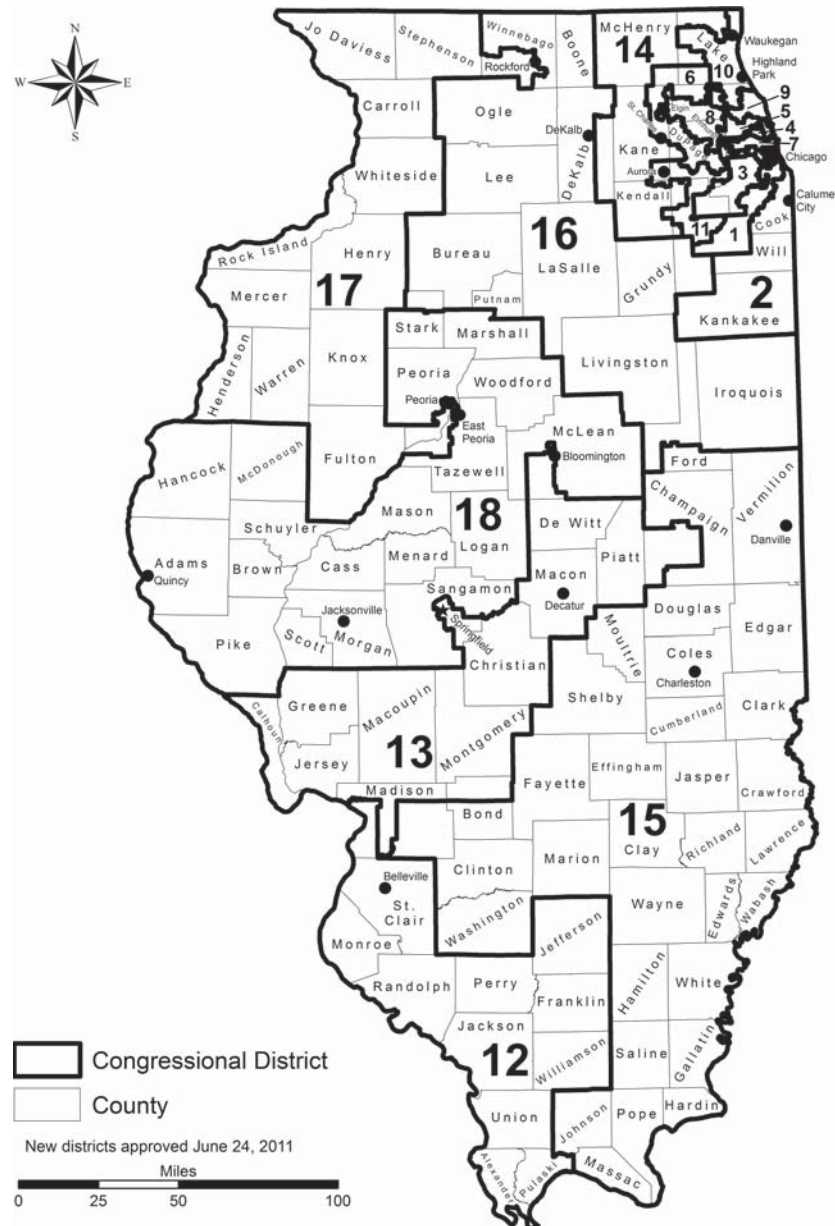 N
W
E
S
Jo Daviess
Stephenson
Winnebago
Rockford
Boone
McHenry
14
Lake
Waukegan
Highland
Park
10
6
9
5
4
7
8
Elgin
St. Charles
Elmhurst
DuPage
Chicago
Carroll
Ogle
DeKalb
DeKalb
Kane
Aurora
3
Calumet
City
Whiteside
Lee
Kendall
Cook
11
1
Will
Rock Island
Henry
Bureau
16
LaSalle
Grundy
2
Kankakee
Mercer
17
Putnam
Henderson
Warren
Knox
Stark
Marshall
Livingston
Iroquois
Peoria
Woodford
Peoria
East
Peoria
McLean
Bloomington
Fulton
Tazewell
Ford
Hancock
McDonough
Mason
18
Logan
De Witt
Champaign
Vermilion
Danville
Schuyler
Adams
Quincy
Brown
Cass
Menard
Piatt
Macon
Decatur
Sangamon
Springfield
Jacksonville
Morgan
Scott
Pike
Christian
Moultrie
Douglas
Edgar
Coles
Charleston
Shelby
Cumberland
Clark
Calhoun
Greene
Macoupin
Montgomery
13
Jersey
Madison
Fayette
Effingham
Jasper
Crawford
Bond
15
Clay
Richland
Lawrence
Clinton
Marion
Belleville
St.
Clair
Washington
Wayne
Edwards
Wabash
Monroe
Jefferson
Randolph
Perry
Hamilton
White
Franklin
Jackson
12
Williamson
Saline
Gallatin
Union
Johnson
Pope
Hardin
Alexander
Pulaski
Massac
Congressional District
County
New districts approved June 24, 2011
Miles
0 25 50 100